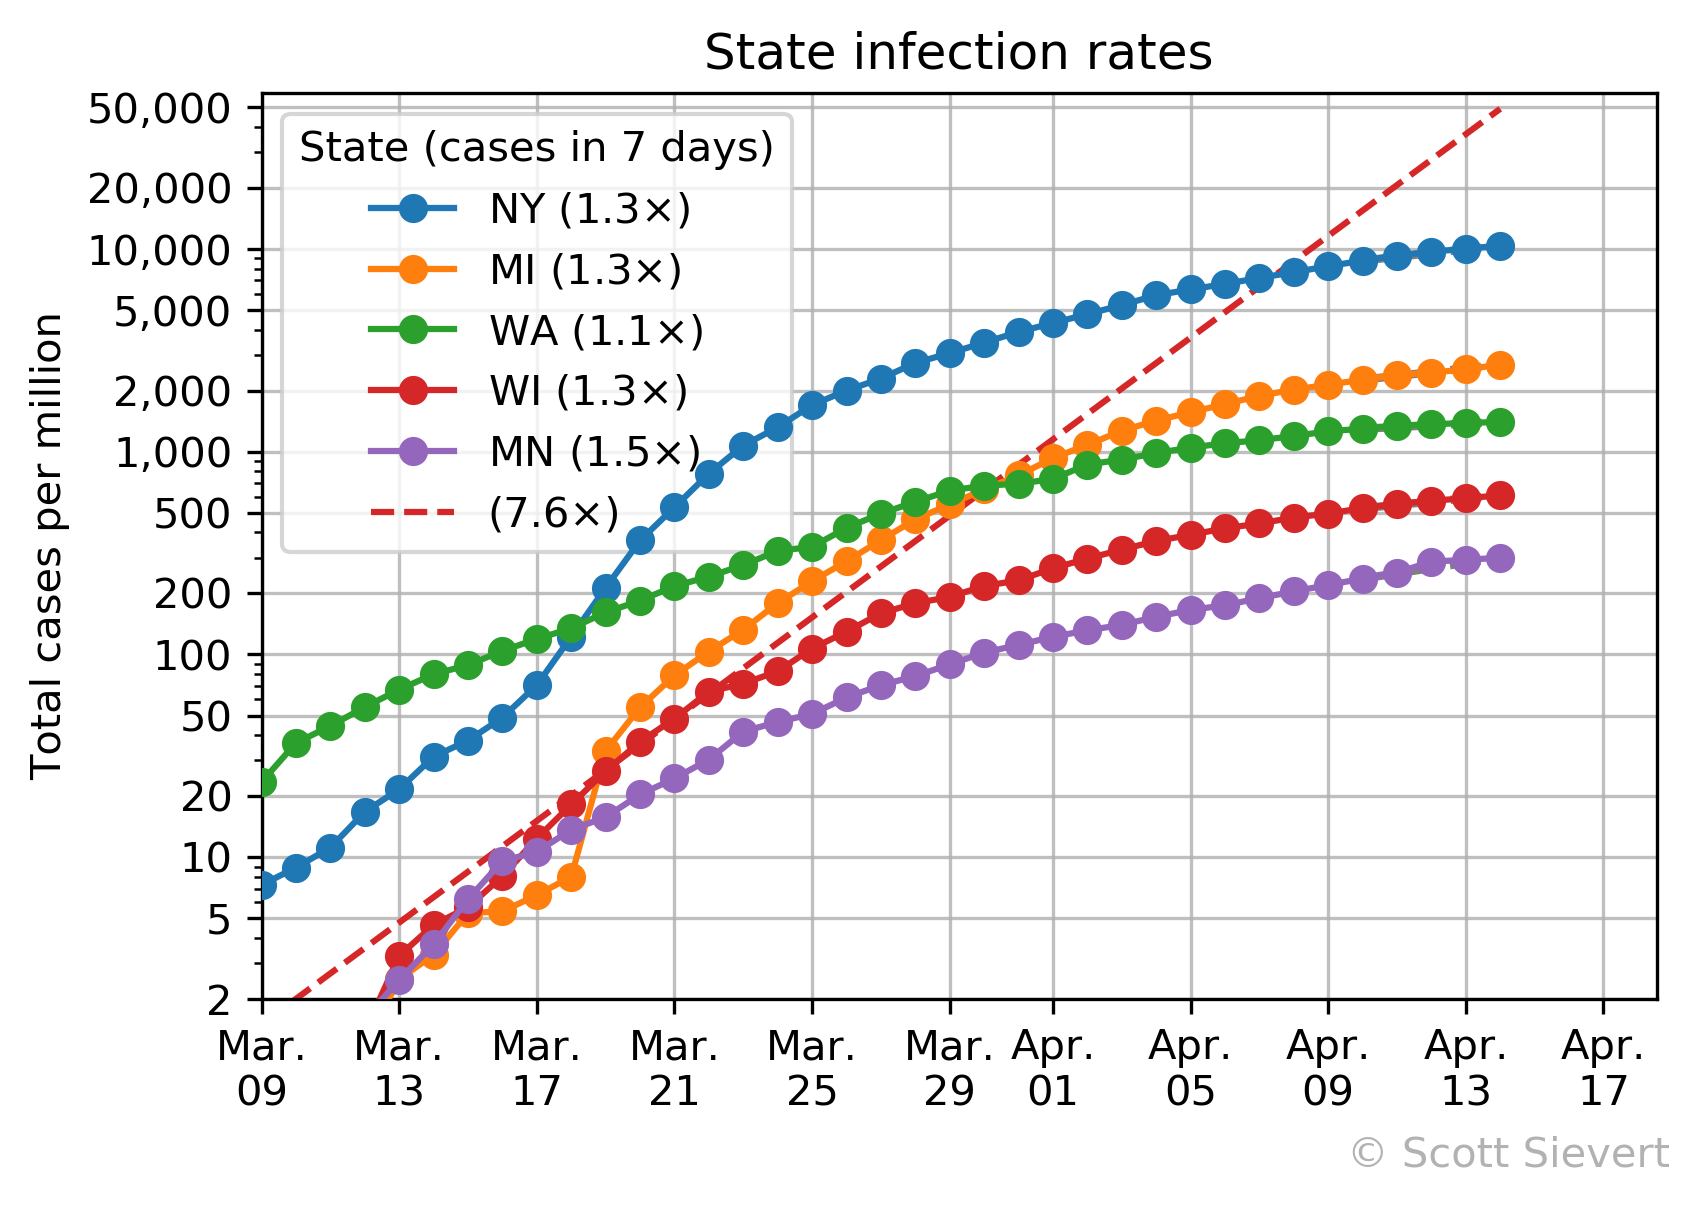 State infection rates
Total cases per million
50,000
20,000
10,000
5,000
2,000
1,000
500
200
100
50
20
10
5
2
State (cases in 7 days)
NY (1.3×)
MI (1.3×)
WA (1.1×)
WI (1.3×)
MN (1.5×)
(7.6×)
Mar. Mar. Mar. Mar. Mar. Mar. Apr. Apr. Apr. Apr. Apr.
09 13 17 21 25 29 01 05 09 13 17
© Scott Sievert